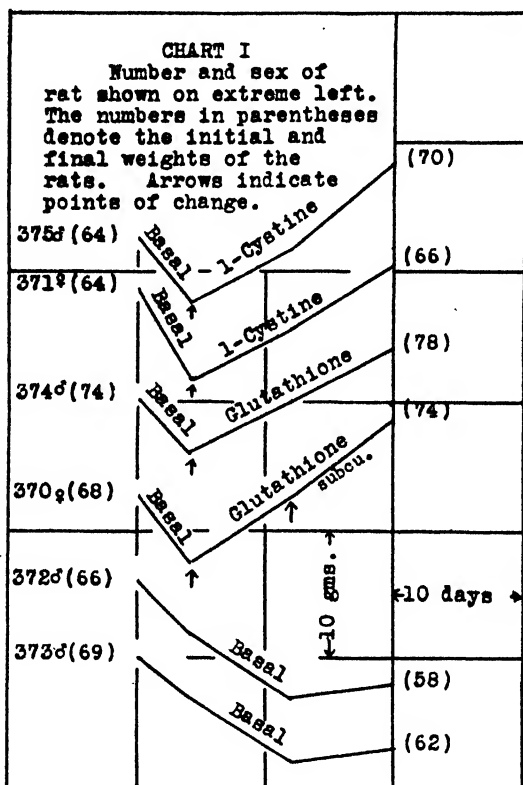 CHART I
Number and sex of
rat shown on extreme left.
The numbers in parentheses
denote the initial and
final weights of the
rats. Arrows indicate
points of change.
375♂(64) Basal l-Cystine (70)
371♀(64) Basal l-Cystine (66)
374♂(74) Basal Glutathione (78)
370♀(68) Basal Glutathione subcu. (74)
10 gms.
10 days
372♂(66) Basal (58)
373♂(69) Basal (62)